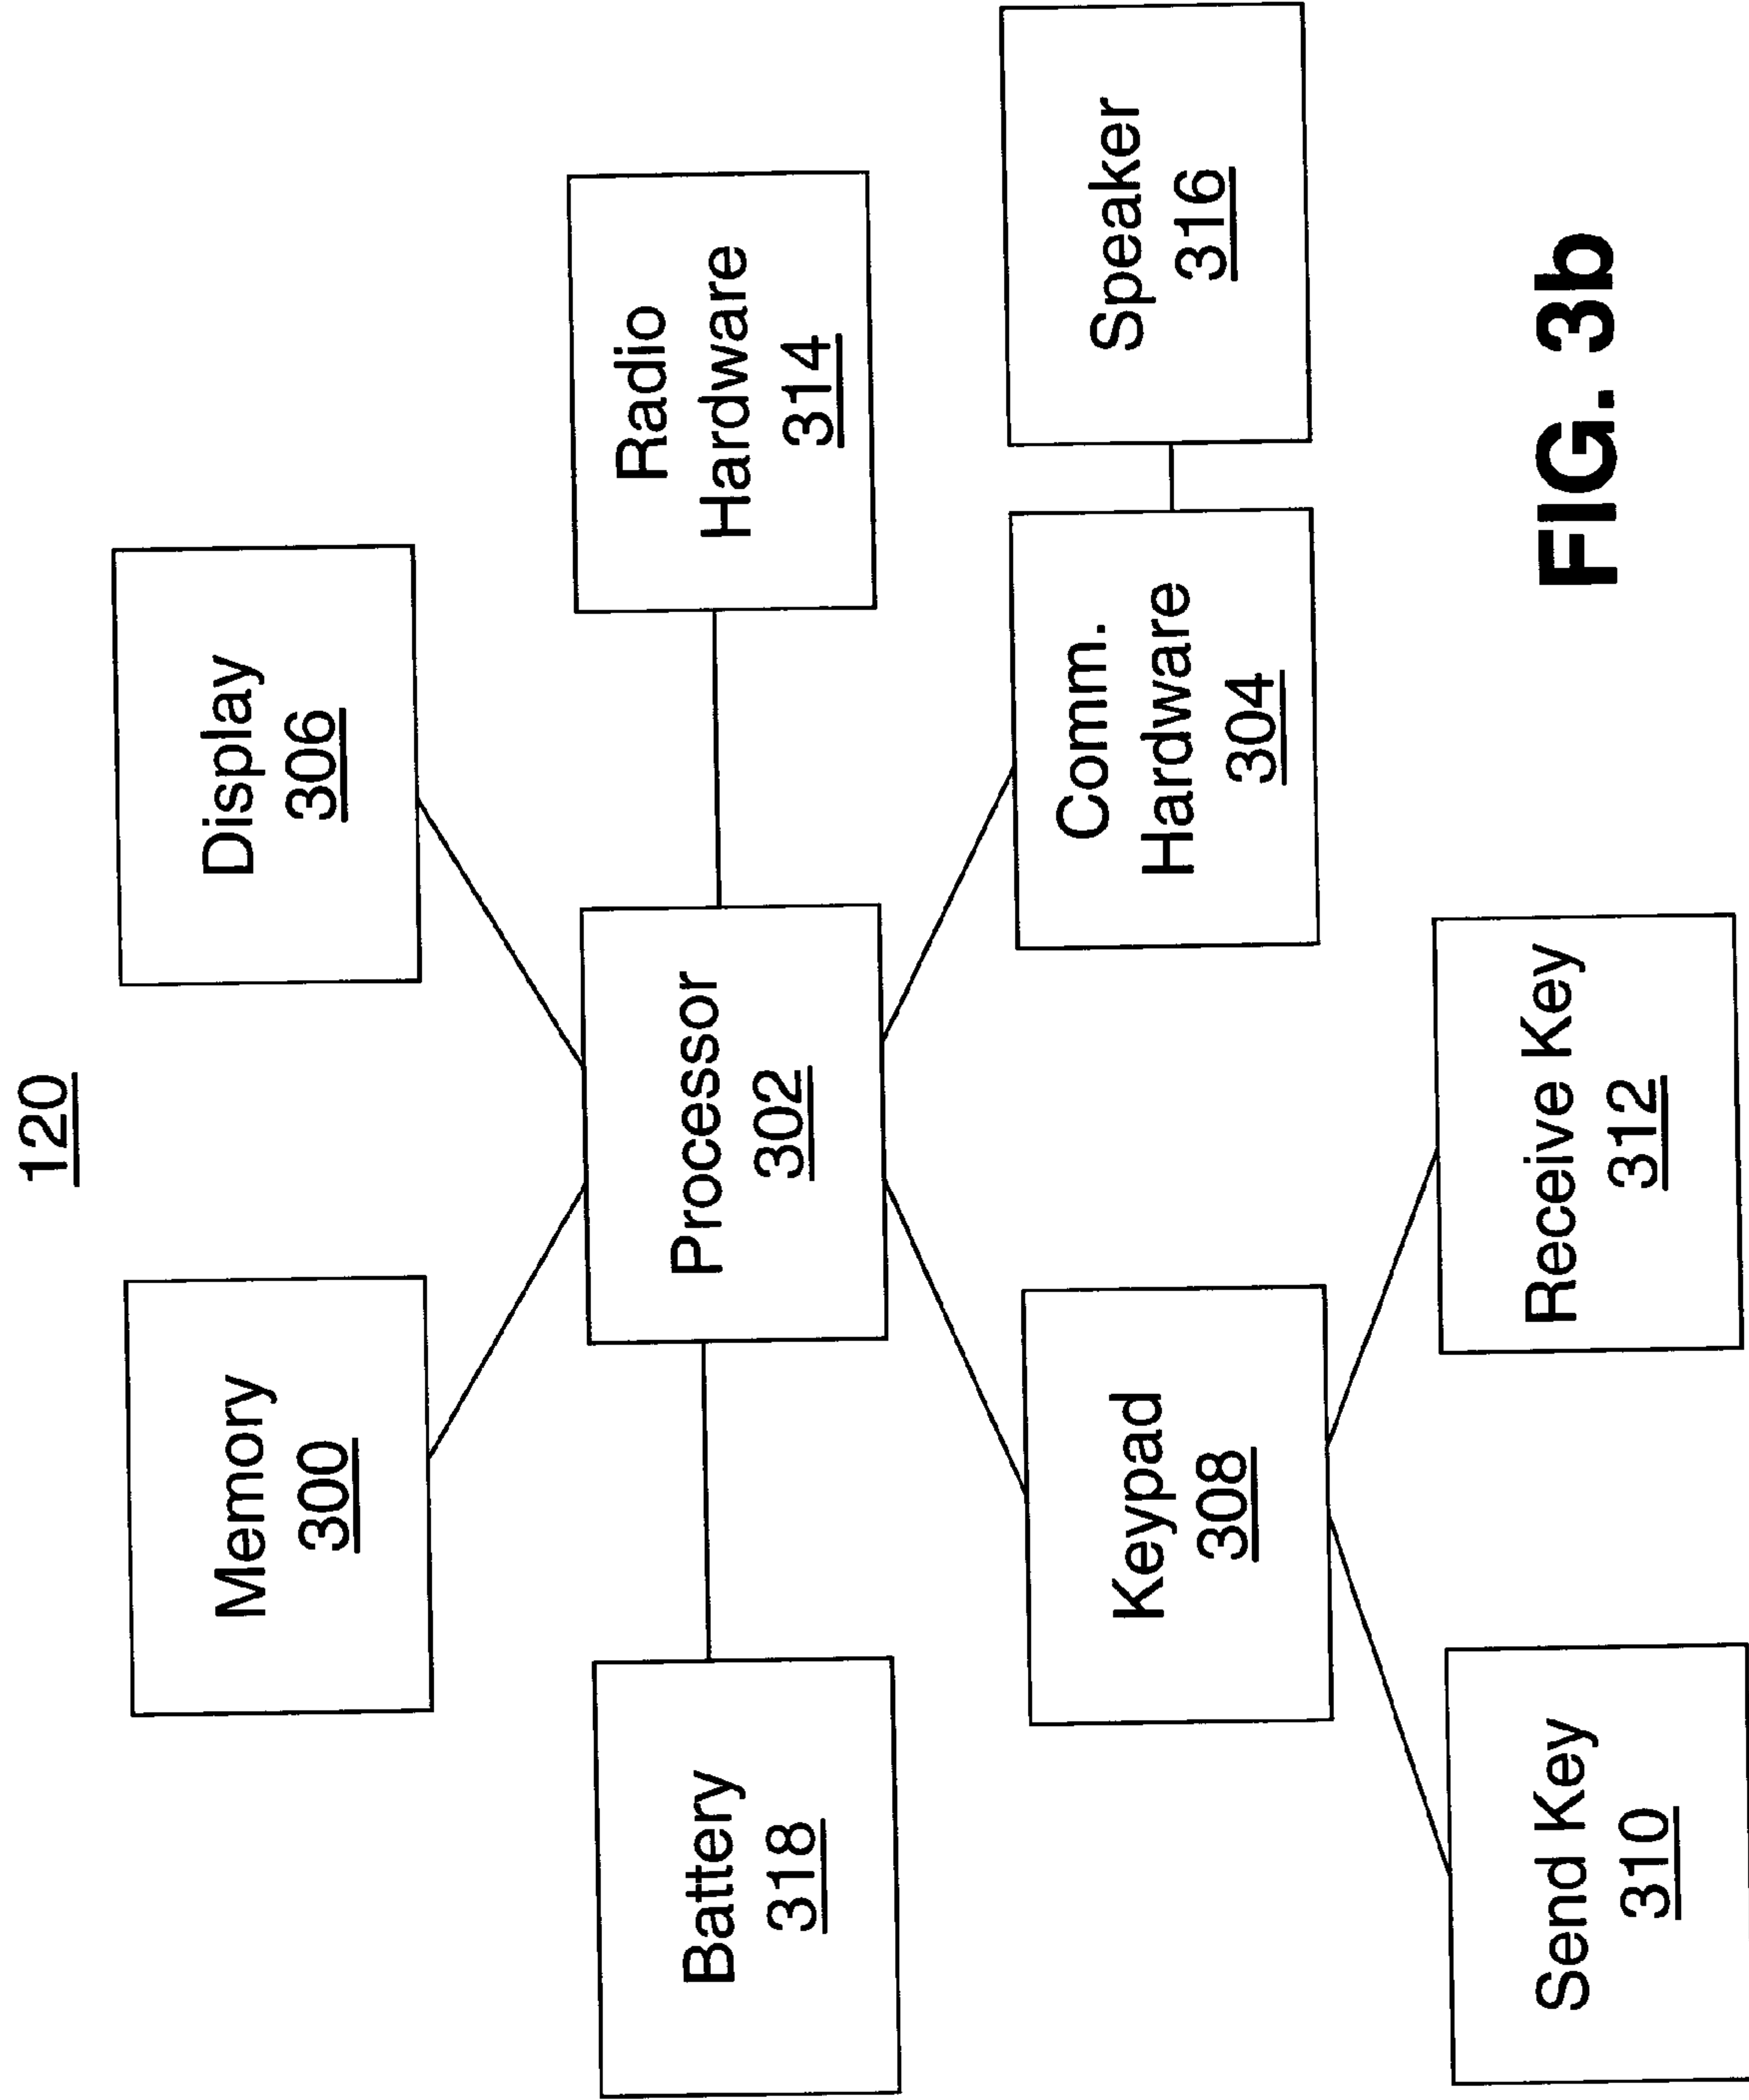 120
Memory
300
Display
306
Battery
318
Processor
302
Radio
Hardware
314
Keypad
308
Comm.
Hardware
304
Speaker
316
Send Key
310
Receive Key
312
FIG. 3b